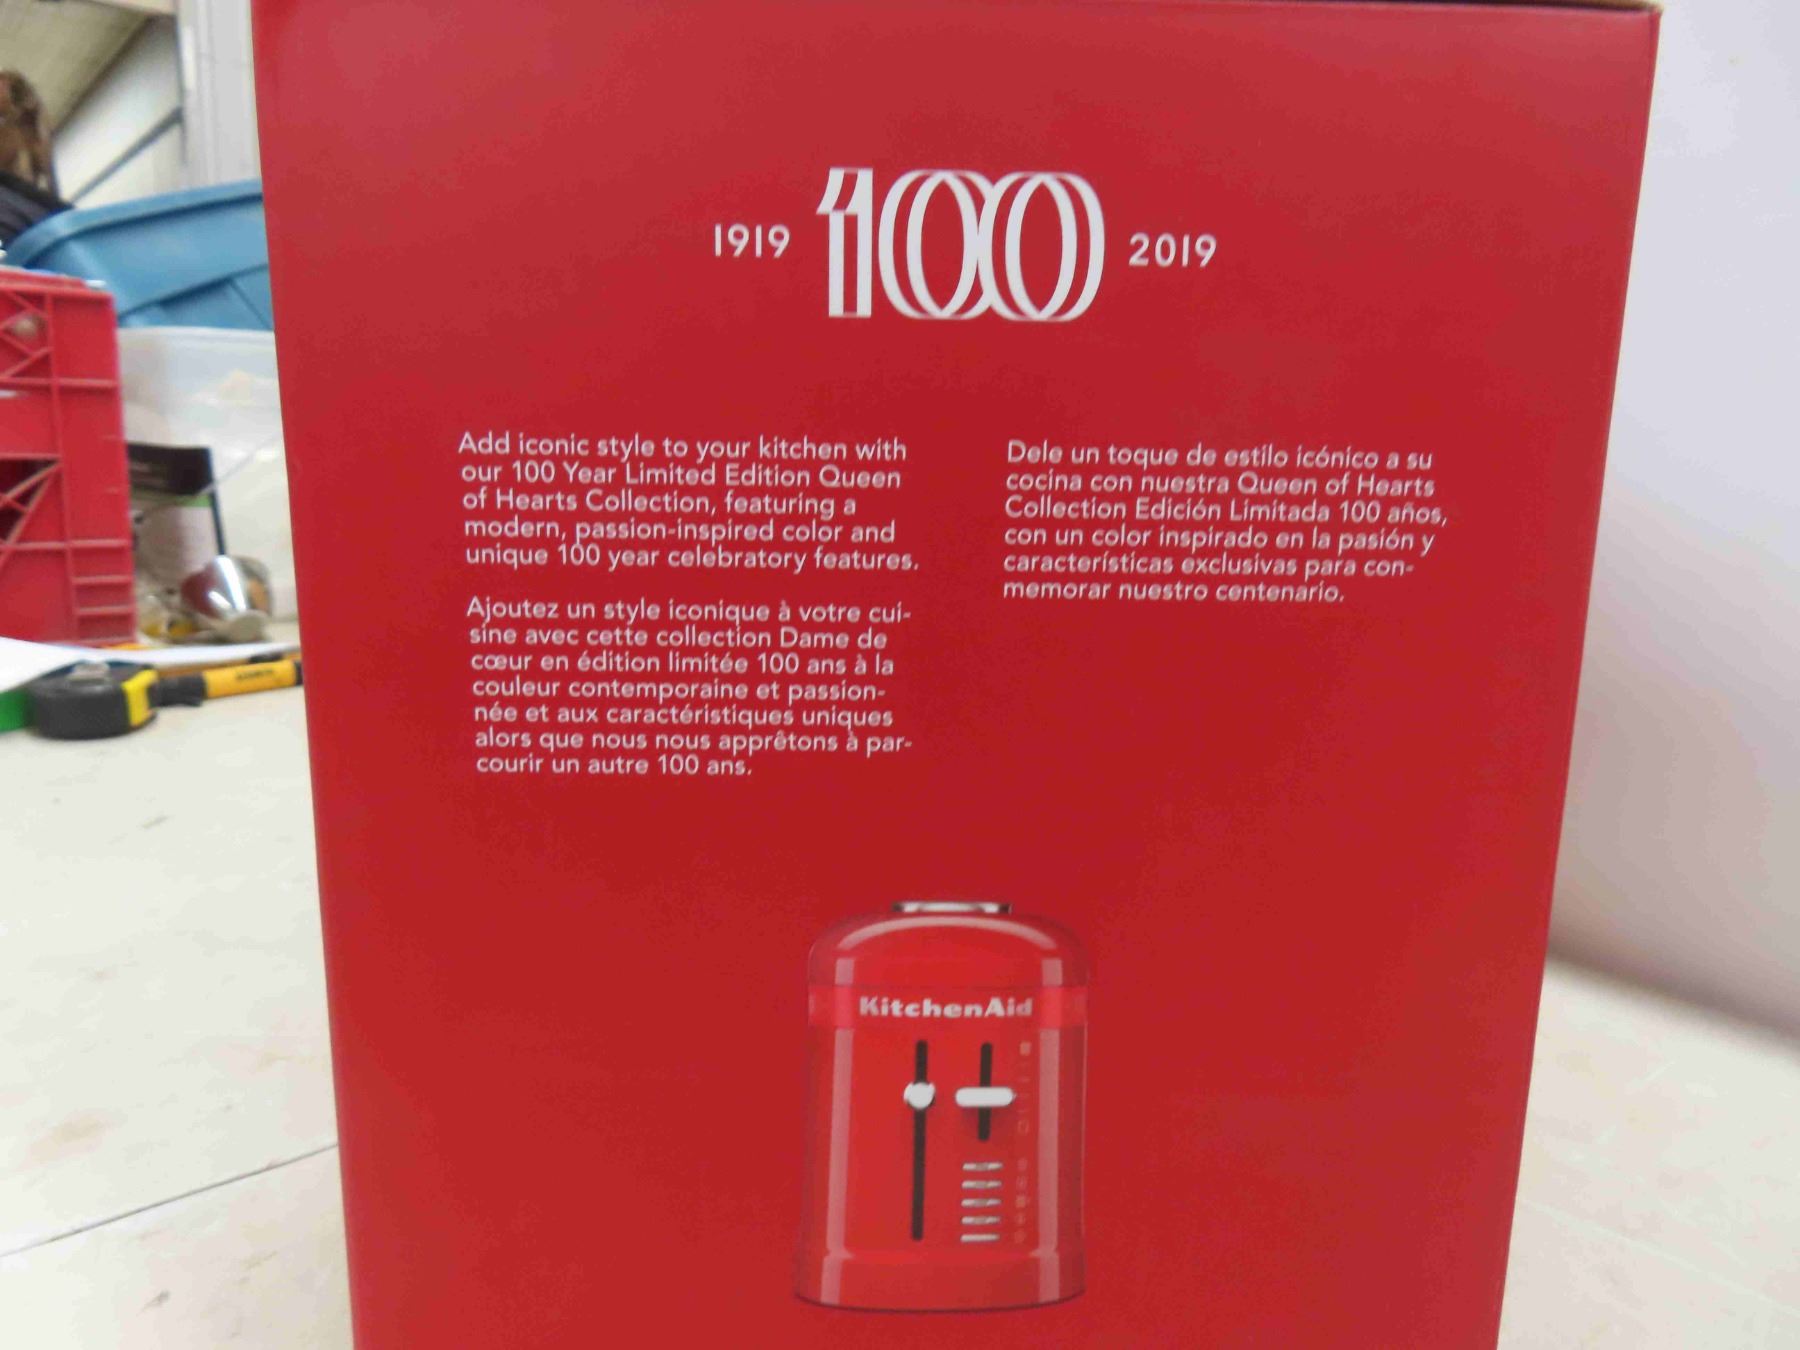 1919 100 2019
Add iconic style to your kitchen with
our 100 Year Limited Edition Queen
of Hearts Collection, featuring a
modern, passion-inspired color and
unique 100 year celebratory features.
Ajoutez un style iconique à votre cui-
sine avec cette collection Dame de
cœur en édition limitée 100 ans à la
couleur contemporaine et passion-
née et aux caractéristiques uniques
alors que nous nous apprêtons à par-
courir un autre 100 ans.
Dele un toque de estilo icónico a su
cocina con nuestra Queen of Hearts
Collection Edición Limitada 100 años,
con un color inspirado en la pasión y
características exclusivas para con-
memorar nuestro centenario.
KitchenAid